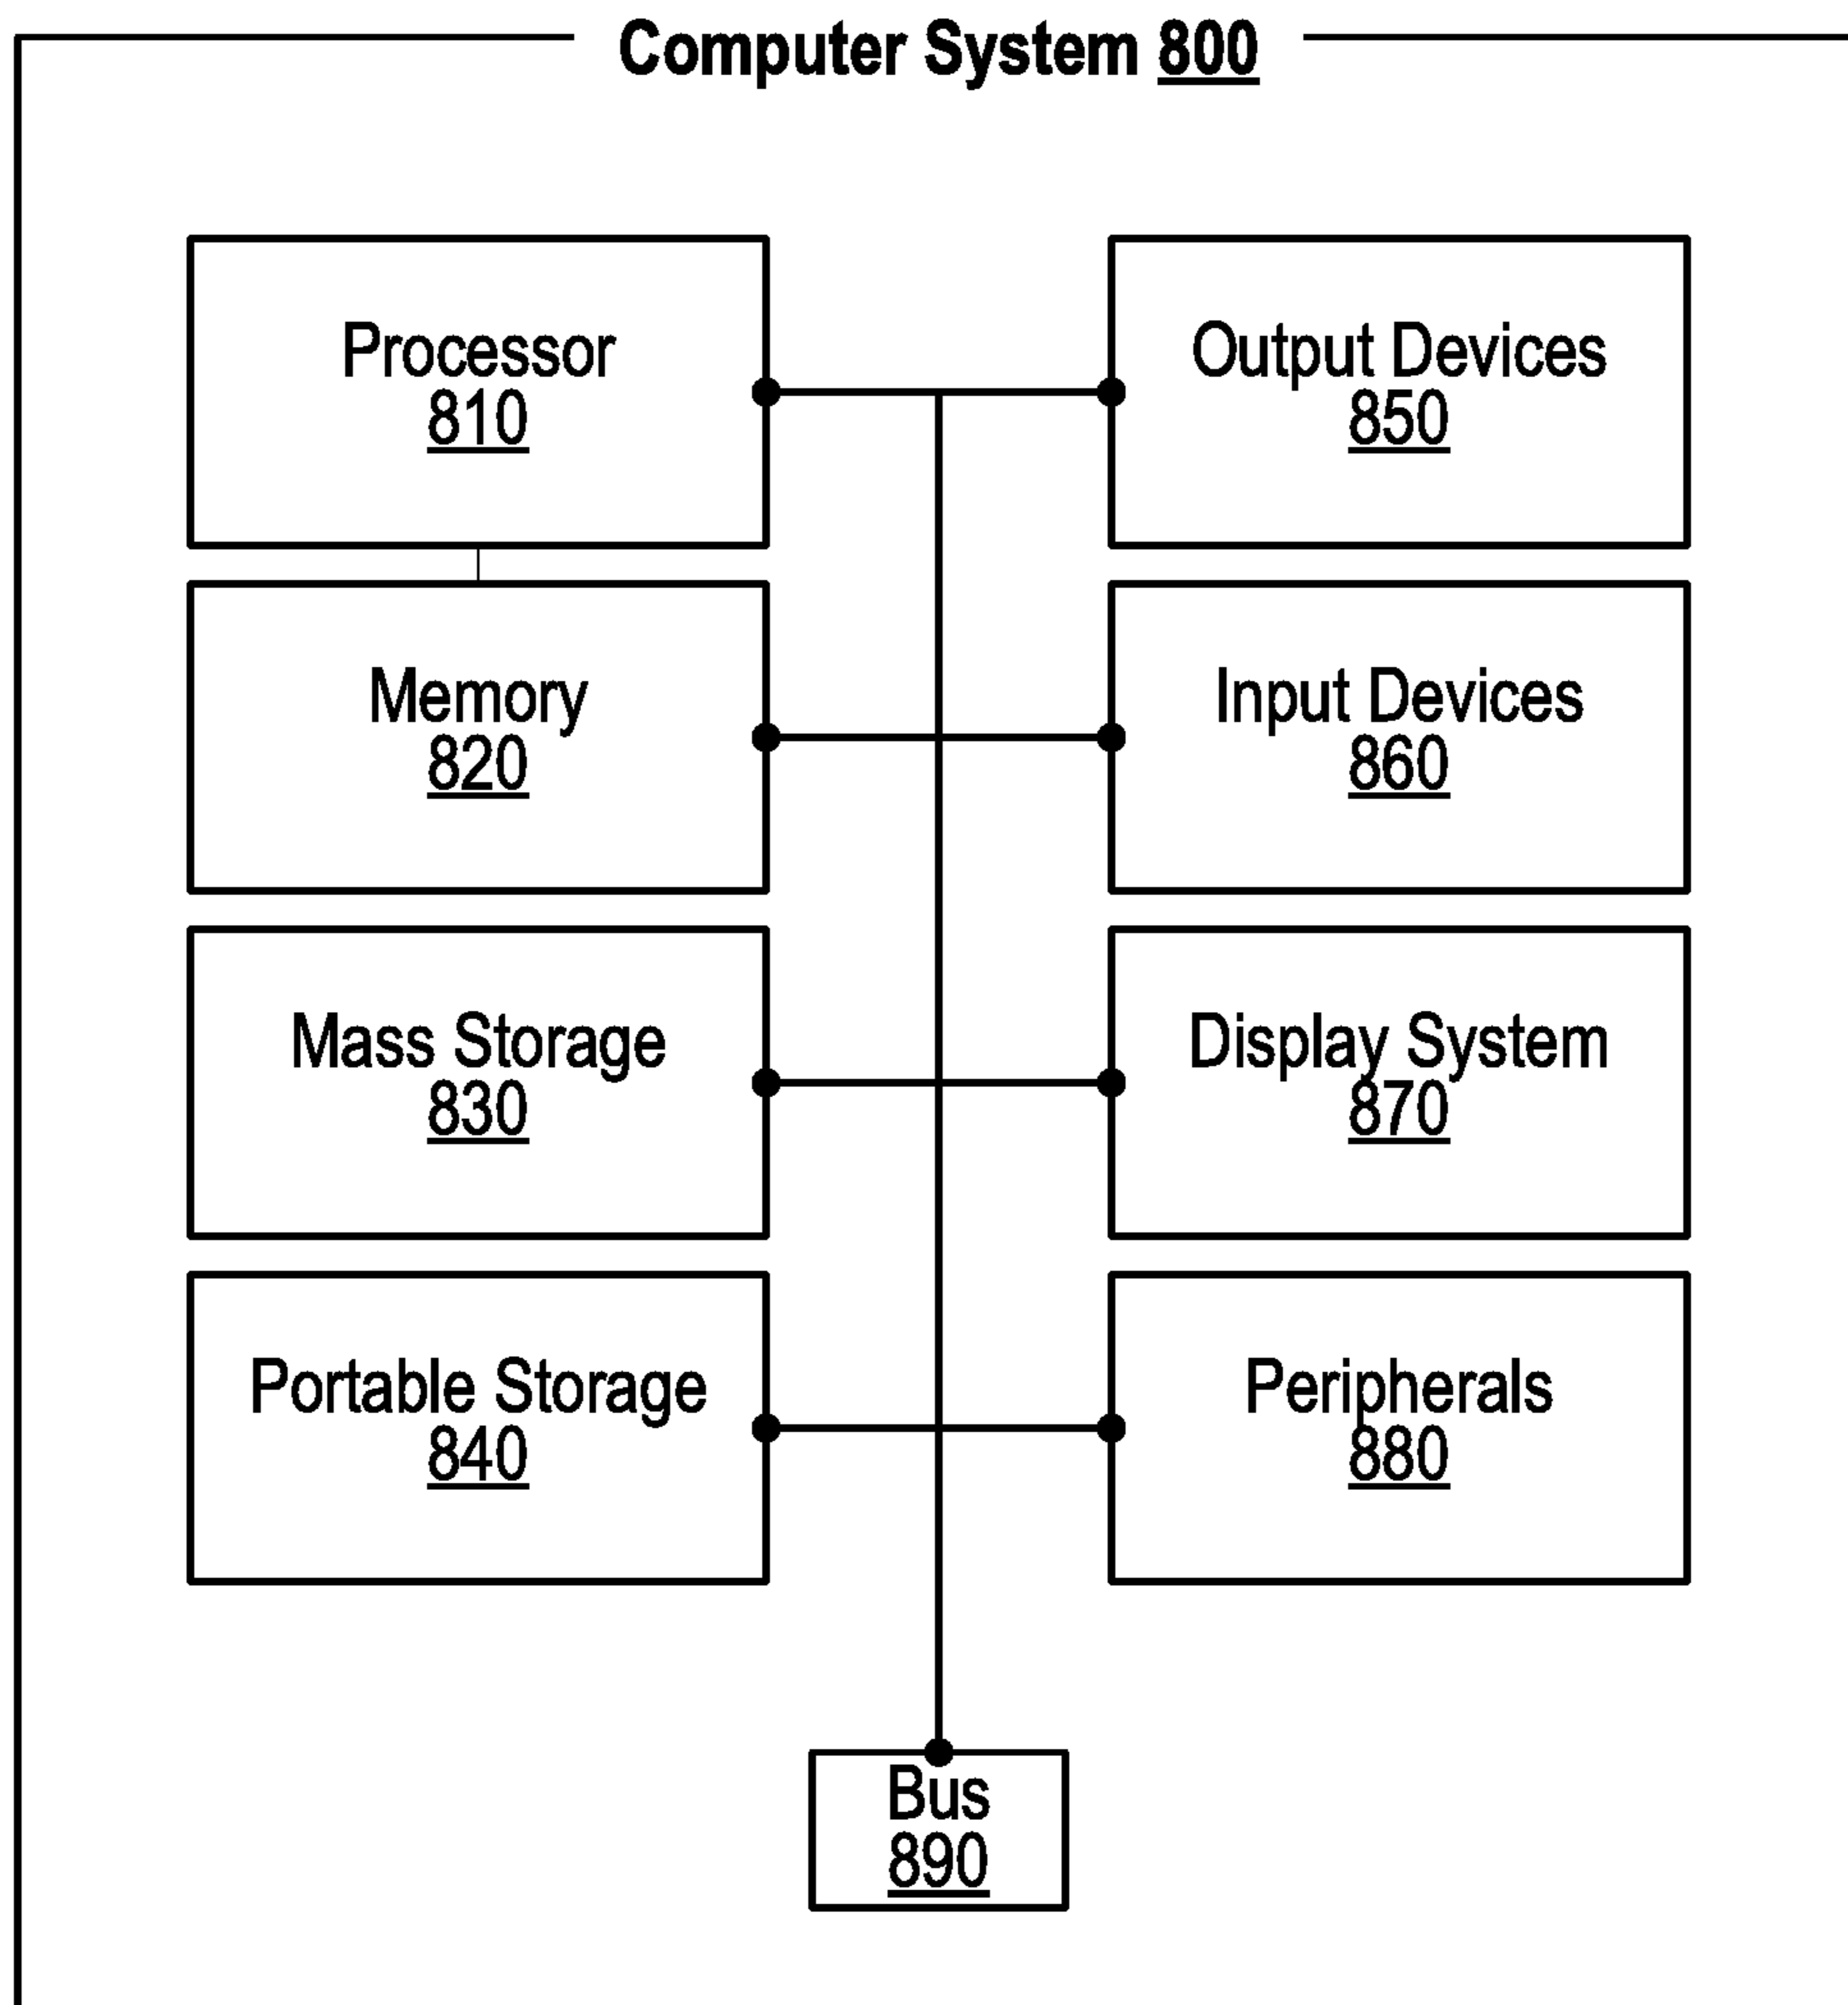 Computer System 800
Processor
810
Output Devices
850
Memory
820
Input Devices
860
Mass Storage
830
Display System
870
Portable Storage
840
Peripherals
880
Bus
890